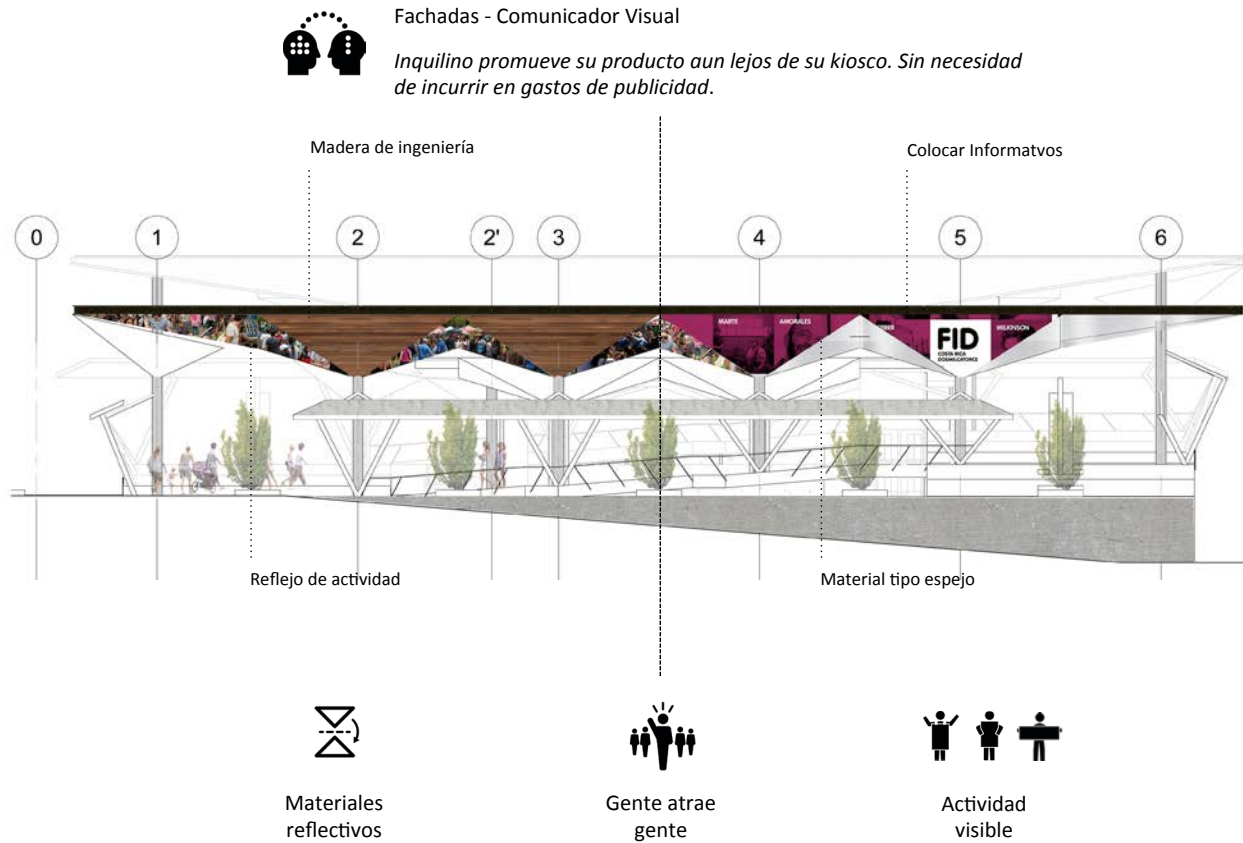 Fachadas - Comunicador Visual
Inquilino promueve su producto aun lejos de su kiosco. Sin necesidad
de incurrir en gastos de publicidad.
Madera de ingeniería
Colocar Informatvos
0
1
2
2'
3
4
5
6
MARTE
AMORALES
WILKINSON
FID
COSTA RICA
DOSMILCATORCE
Reflejo de actividad
Material tipo espejo
Materiales
reflectivos
Gente atrae
gente
Actividad
visible